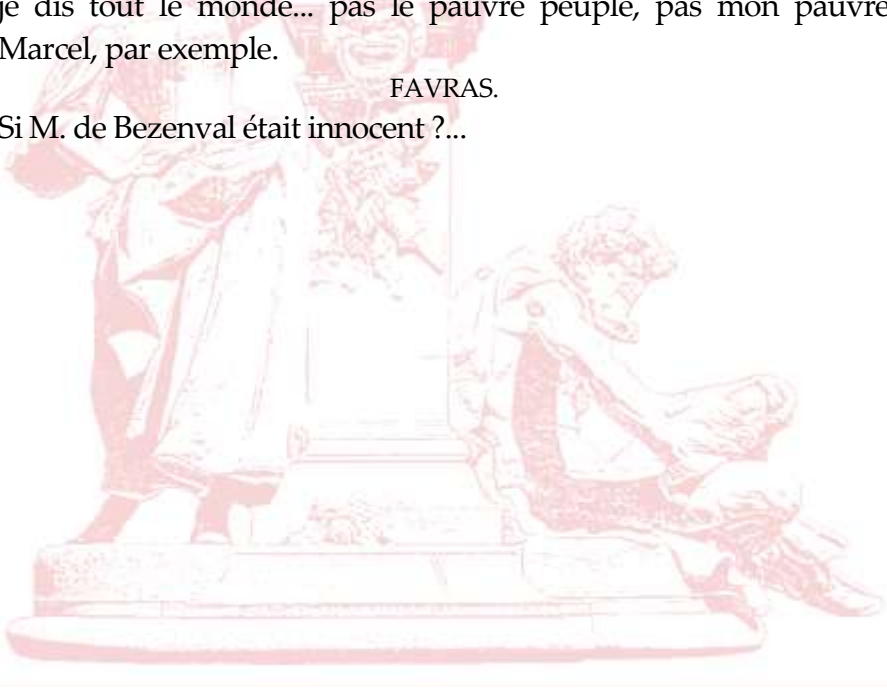 je dis tout le monde... pas le pauvre peuple, pas mon pauvre
Marcel, par exemple.
FAVRAS.
Si M. de Bezenval était innocent ?...